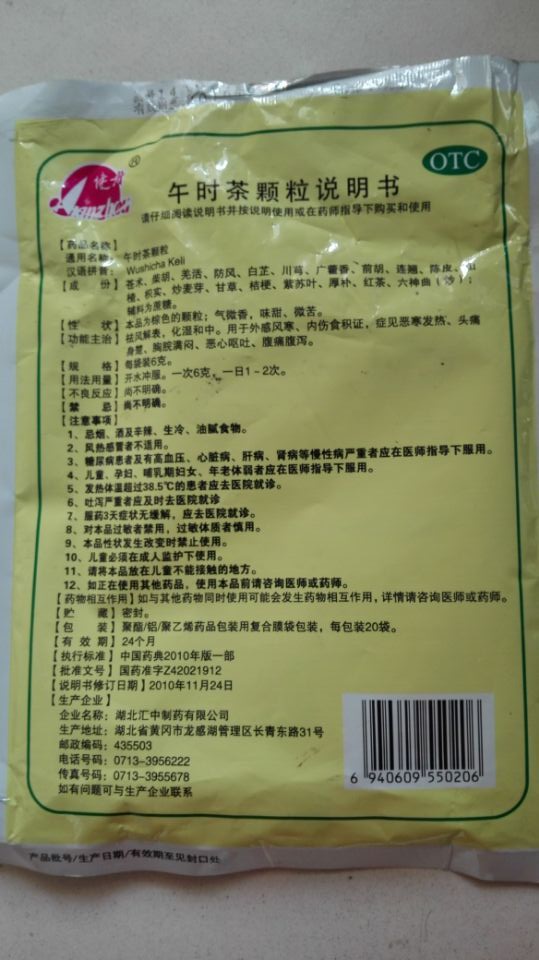 健者
®
OTC
午时茶颗粒说明书
请仔细阅读说明书并按说明使用或在药师指导下购买和使用
【药品名称】
通用名称：午时茶颗粒
汉语拼音：Wushicha Keli
【成 份】苍术、柴胡、羌活、防风、白芷、川芎、广藿香、前胡、连翘、陈皮、山
楂、枳实、炒麦芽、甘草、桔梗、紫苏叶、厚朴、红茶、六神曲（炒）；
辅料为蔗糖。
【性 状】本品为棕色的颗粒；气微香，味甜、微苦。
【功能主治】祛风解表，化湿和中。用于外感风寒、内伤食积证，症见恶寒发热、头痛
身楚、胸脘满闷、恶心呕吐、腹痛腹泻。
【规 格】每袋装6克。
【用法用量】开水冲服。一次6克，一日1～2次。
【不良反应】尚不明确。
【禁 忌】尚不明确。
【注意事项】
1、忌烟、酒及辛辣、生冷、油腻食物。
2、风热感冒者不适用。
3、糖尿病患者及有高血压、心脏病、肝病、肾病等慢性病严重者应在医师指导下服用。
4、儿童、孕妇、哺乳期妇女、年老体弱者应在医师指导下服用。
5、发热体温超过38.5℃的患者应去医院就诊。
6、吐泻严重者应及时去医院就诊
7、服药3天症状无缓解，应去医院就诊。
8、对本品过敏者禁用，过敏体质者慎用。
9、本品性状发生改变时禁止使用。
10、儿童必须在成人监护下使用。
11、请将本品放在儿童不能接触的地方。
12、如正在使用其他药品，使用本品前请咨询医师或药师。
【药物相互作用】如与其他药物同时使用可能会发生药物相互作用，详情请咨询医师或药师。
【贮 藏】密封。
【包 装】聚酯/铝/聚乙烯药品包装用复合膜袋包装，每包装20袋。
【有 效 期】24个月
【执行标准】中国药典2010年版一部
【批准文号】国药准字Z42021912
【说明书修订日期】2010年11月24日
【生产企业】
企业名称：湖北汇中制药有限公司
生产地址：湖北省黄冈市龙感湖管理区长青东路31号
邮政编码：435503
电话号码：0713-3956222
传真号码：0713-3955678
如有问题可与生产企业联系
6 940609 550206
产品批号/生产日期/有效期至见封口处